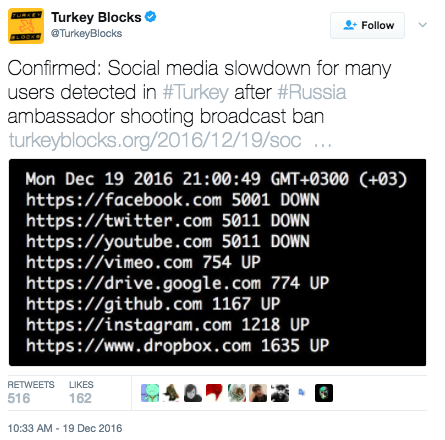 TURKEY
BLOCKS
Turkey Blocks
@TurkeyBlocks
Follow
Confirmed: Social media slowdown for many
users detected in #Turkey after #Russia
ambassador shooting broadcast ban
turkeyblocks.org/2016/12/19/soc …
Mon Dec 19 2016 21:00:49 GMT+0300 (+03)
https://facebook.com 5001 DOWN
https://twitter.com 5011 DOWN
https://youtube.com 5011 DOWN
https://vimeo.com 754 UP
https://drive.google.com 774 UP
https://github.com 1167 UP
https://instagram.com 1218 UP
https://www.dropbox.com 1635 UP
RETWEETS LIKES
516 162
10:33 AM - 19 Dec 2016